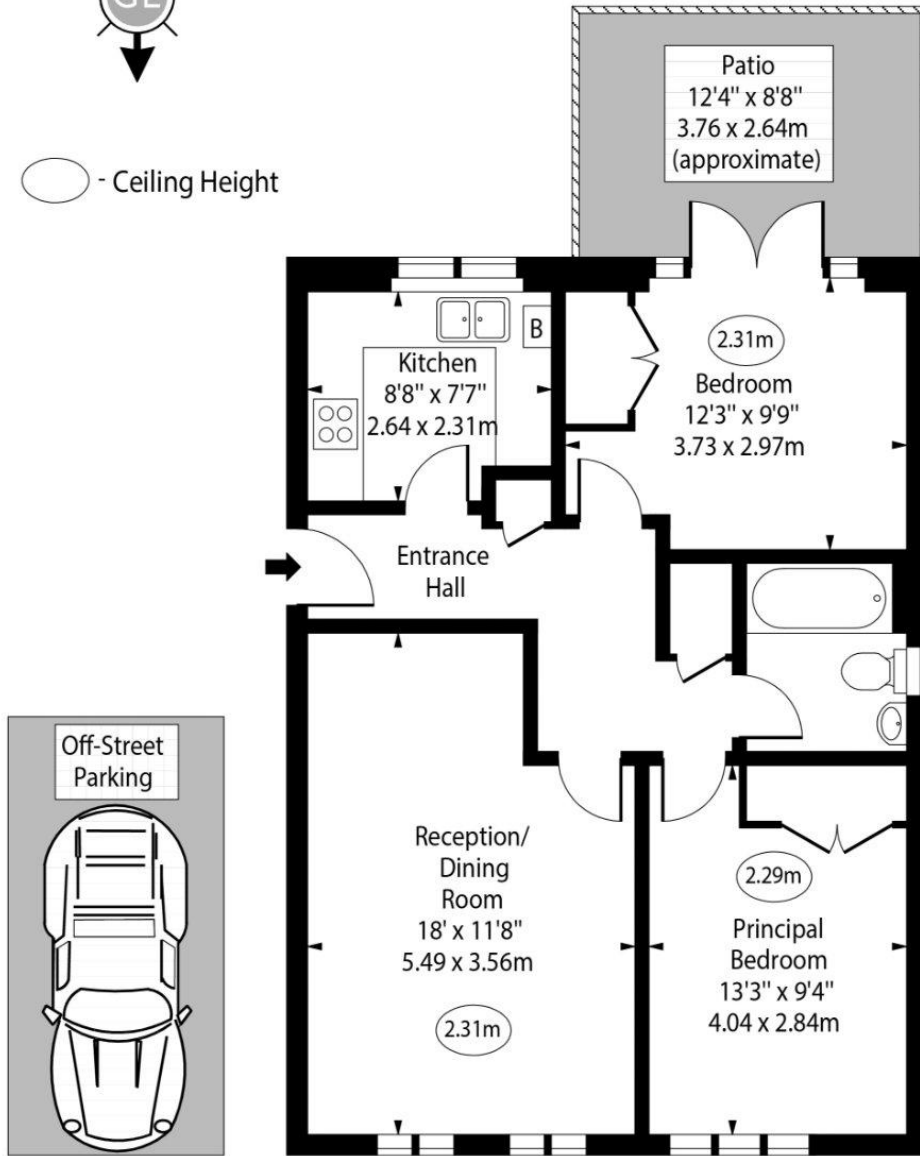 - Ceiling Height
Patio
12'4" x 8'8"
3.76 x 2.64m
(approximate)
Kitchen
8'8" x 7'7"
2.64 x 2.31m
B
2.31m
Bedroom
12'3" x 9'9"
3.73 x 2.97m
Entrance
Hall
Off-Street
Parking
Reception/
Dining
Room
18' x 11'8"
5.49 x 3.56m
2.31m
2.29m
Principal
Bedroom
13'3" x 9'4"
4.04 x 2.84m